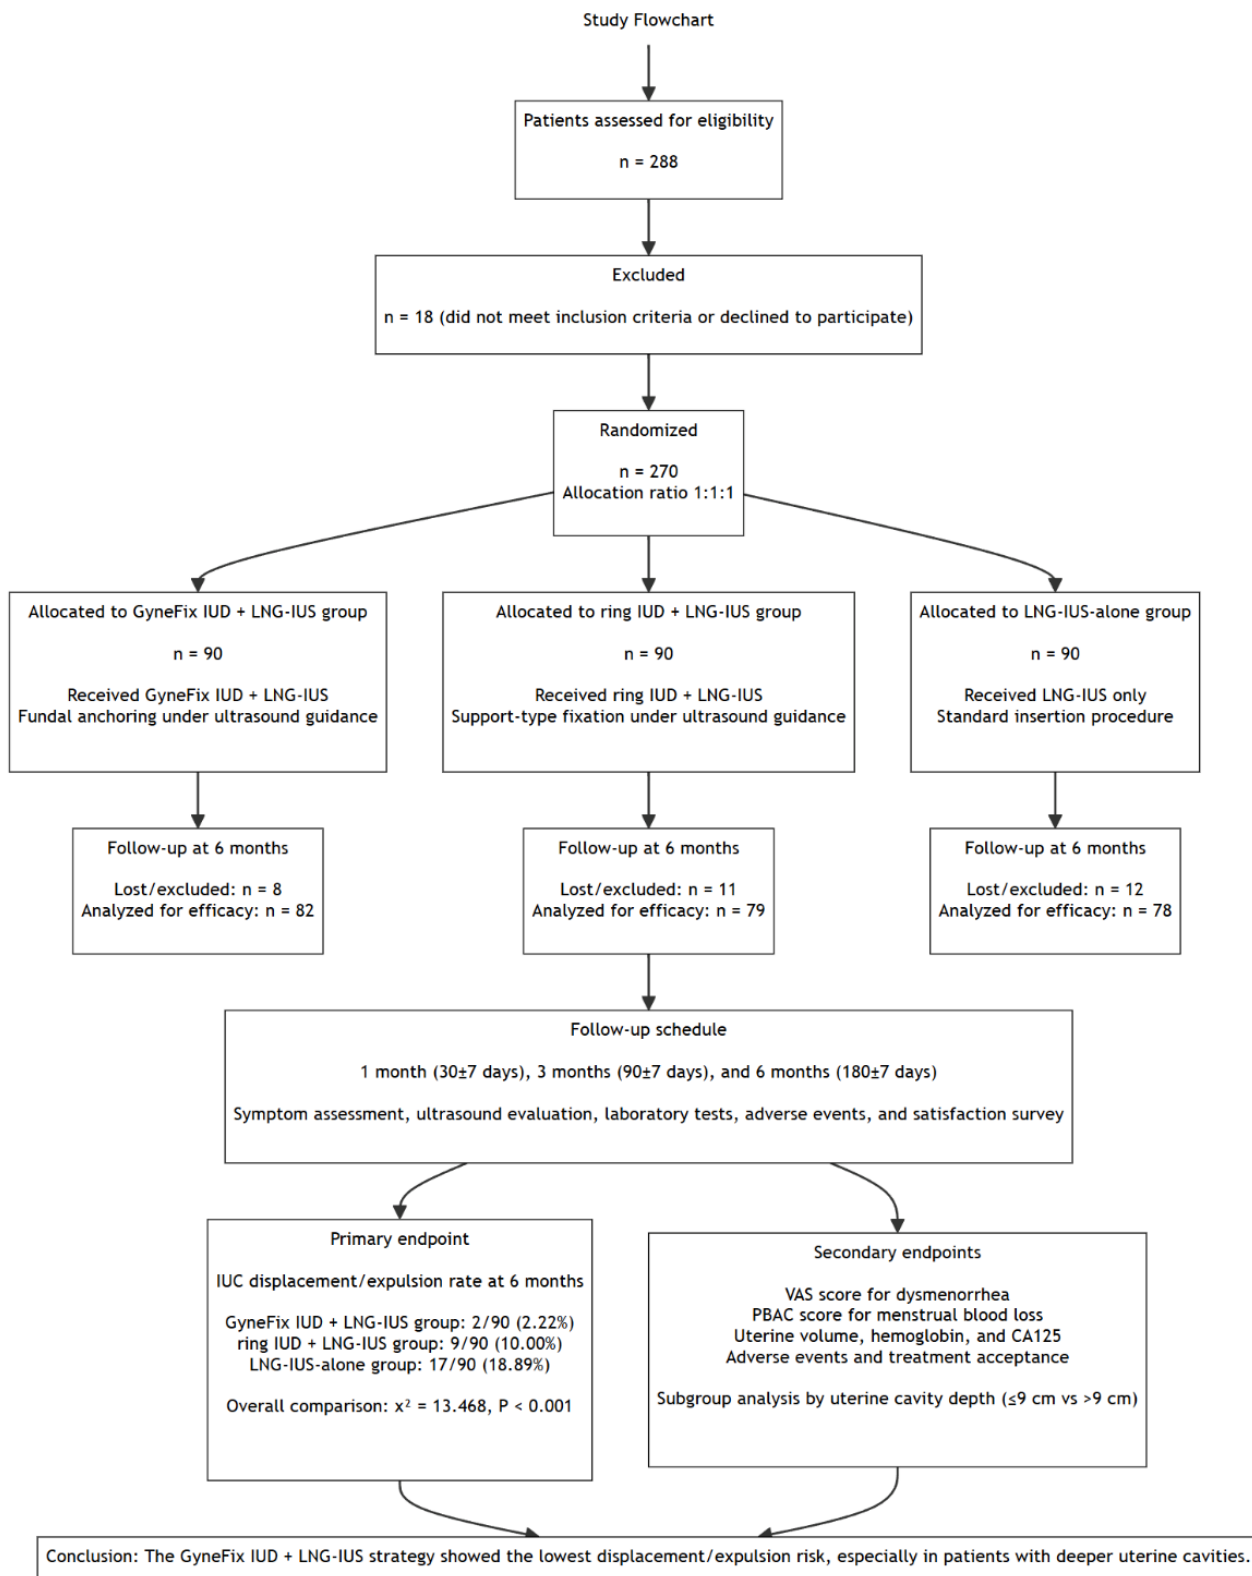 Study Flowchart
Patients assessed for eligibility
n = 288
Excluded
n = 18 (did not meet inclusion criteria or declined to participate)
Randomized
n = 270
Allocation ratio 1:1:1
Allocated to GyneFix IUD + LNG-IUS group
n = 90
Received GyneFix IUD + LNG-IUS
Fundal anchoring under ultrasound guidance
Allocated to ring IUD + LNG-IUS group
n = 90
Received ring IUD + LNG-IUS
Support-type fixation under ultrasound guidance
Allocated to LNG-IUS-alone group
n = 90
Received LNG-IUS only
Standard insertion procedure
Follow-up at 6 months
Lost/excluded: n = 8
Analyzed for efficacy: n = 82
Follow-up at 6 months
Lost/excluded: n = 11
Analyzed for efficacy: n = 79
Follow-up at 6 months
Lost/excluded: n = 12
Analyzed for efficacy: n = 78
Follow-up schedule
1 month (30±7 days), 3 months (90±7 days), and 6 months (180±7 days)
Symptom assessment, ultrasound evaluation, laboratory tests, adverse events, and satisfaction survey
Primary endpoint
IUC displacement/expulsion rate at 6 months
GyneFix IUD + LNG-IUS group: 2/90 (2.22%)
ring IUD + LNG-IUS group: 9/90 (10.00%)
LNG-IUS-alone group: 17/90 (18.89%)
Overall comparison: x² = 13.468, P < 0.001
Secondary endpoints
VAS score for dysmenorrhea
PBAC score for menstrual blood loss
Uterine volume, hemoglobin, and CA125
Adverse events and treatment acceptance
Subgroup analysis by uterine cavity depth (≤9 cm vs >9 cm)
Conclusion: The GyneFix IUD + LNG-IUS strategy showed the lowest displacement/expulsion risk, especially in patients with deeper uterine cavities.